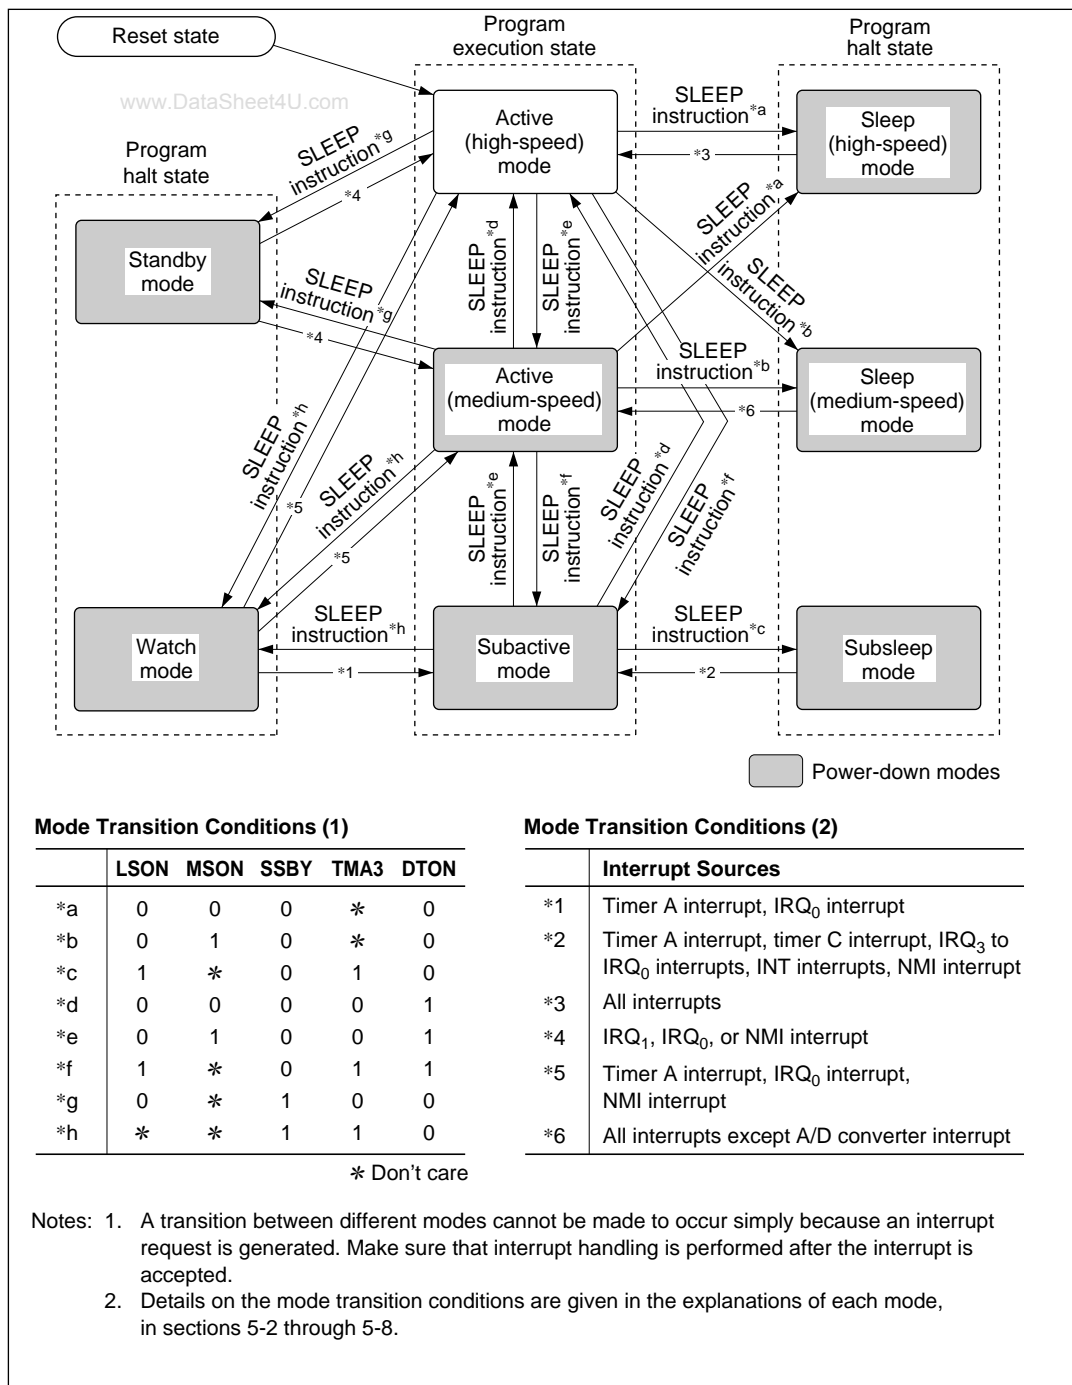 Reset state
Program
execution state
Program
halt state
www.DataSheet4U.com
Program
halt state
Active
(high-speed)
mode
SLEEP
instruction*a
*3
Sleep
(high-speed)
mode
SLEEP
instruction*g
*4
Standby
mode
SLEEP
instruction*g
*4
SLEEP
instruction*d
SLEEP
instruction*e
SLEEP
instruction*a
SLEEP
instruction*b
Active
(medium-speed)
mode
SLEEP
instruction*b
*6
Sleep
(medium-speed)
mode
SLEEP
instruction*h
*5
SLEEP
instruction*h
*5
SLEEP
instruction*e
SLEEP
instruction*f
SLEEP
instruction*d
SLEEP
instruction*f
Watch
mode
SLEEP
instruction*h
*1
Subactive
mode
SLEEP
instruction*c
*2
Subsleep
mode
Power-down modes
Mode Transition Conditions (1)
LSON MSON SSBY TMA3 DTON
*a 0 0 0 * 0
*b 0 1 0 * 0
*c 1 * 0 1 0
*d 0 0 0 0 1
*e 0 1 0 0 1
*f 1 * 0 1 1
*g 0 * 1 0 0
*h * * 1 1 0
* Don't care
Mode Transition Conditions (2)
Interrupt Sources
*1 Timer A interrupt, IRQ0 interrupt
*2 Timer A interrupt, timer C interrupt, IRQ3 to
IRQ0 interrupts, INT interrupts, NMI interrupt
*3 All interrupts
*4 IRQ1, IRQ0, or NMI interrupt
*5 Timer A interrupt, IRQ0 interrupt,
NMI interrupt
*6 All interrupts except A/D converter interrupt
Notes: 1. A transition between different modes cannot be made to occur simply because an interrupt
request is generated. Make sure that interrupt handling is performed after the interrupt is
accepted.
2. Details on the mode transition conditions are given in the explanations of each mode,
in sections 5-2 through 5-8.